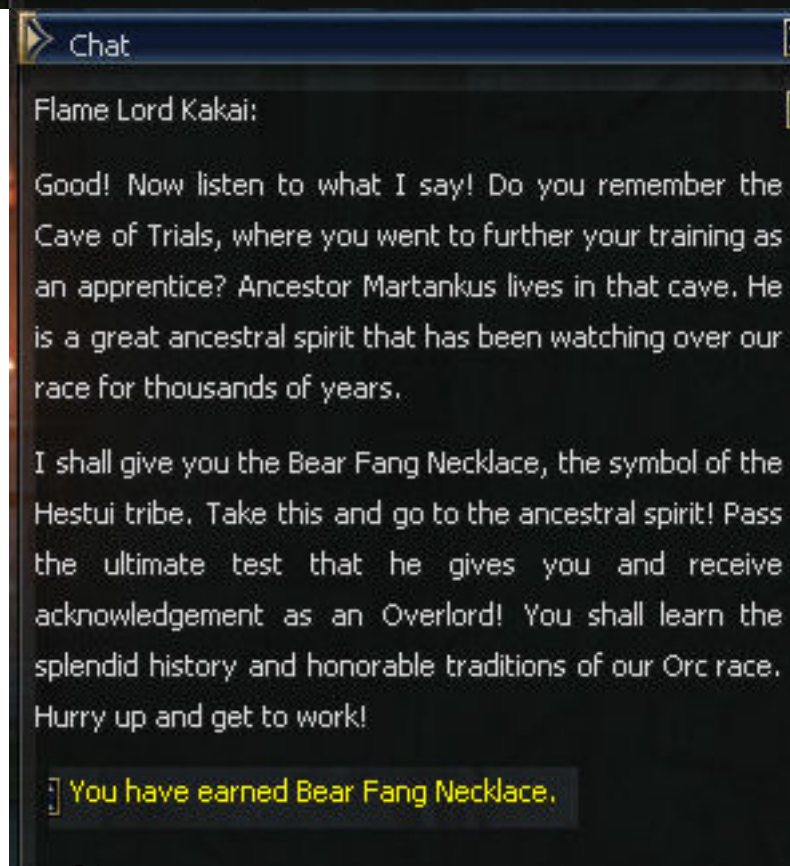 Chat
Flame Lord Kakai:
Good! Now listen to what I say! Do you remember the
Cave of Trials, where you went to further your training as
an apprentice? Ancestor Martankus lives in that cave. He
is a great ancestral spirit that has been watching over our
race for thousands of years.
I shall give you the Bear Fang Necklace, the symbol of the
Hestui tribe. Take this and go to the ancestral spirit! Pass
the ultimate test that he gives you and receive
acknowledgement as an Overlord! You shall learn the
splendid history and honorable traditions of our Orc race.
Hurry up and get to work!
You have earned Bear Fang Necklace.